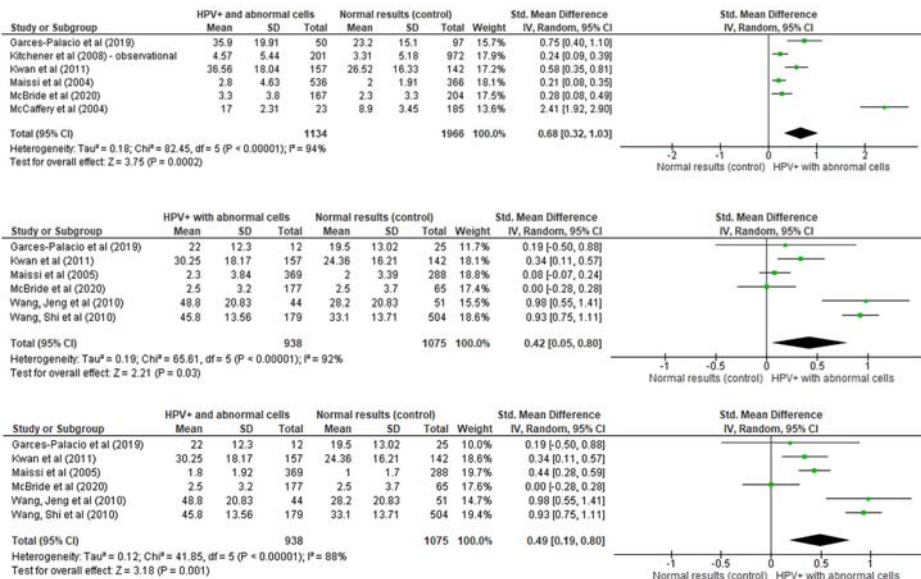 HPV+ and abnormal cells Normal results (control) Std. Mean Difference Std. Mean Difference
Study or Subgroup Mean SD Total Mean SD Total Weight IV, Random, 95% CI IV, Random, 95% CI
Garces-Palacio et al (2019) 35.9 19.91 50 23.2 15.1 97 15.7% 0.75 [0.40, 1.10]
Kitchener et al (2008) - observational 4.57 5.44 201 3.31 5.18 972 18.0% 0.24 [0.09, 0.39]
Kwan et al (2011) 36.56 18.04 157 26.52 16.33 142 17.1% 0.58 [0.35, 0.81]
Maissi et al (2004) 2.8 4.63 536 2 1.91 366 18.1% 0.21 [0.08, 0.35]
McBride et al (2020) 3.3 3.8 167 2.3 3.3 204 17.5% 0.28 [0.08, 0.49]
McCaffery et al (2004) 17 2.31 23 8.9 3.45 185 13.6% 2.41 [1.92, 2.90]
Total (95% CI) 1134 1966 100.0% 0.68 [0.32, 1.03]
Heterogeneity: Tau² = 0.18; Chi² = 82.45, df = 5 (P < 0.00001); I² = 94%
Test for overall effect: Z = 3.75 (P = 0.0002)
-2 -1 0 1 2
Normal results (control) HPV+ with abnormal cells
HPV+ with abnormal cells Normal results (control) Std. Mean Difference Std. Mean Difference
Study or Subgroup Mean SD Total Mean SD Total Weight IV, Random, 95% CI IV, Random, 95% CI
Garces-Palacio et al (2019) 22 12.3 12 19.5 13.02 25 11.7% 0.19 [-0.50, 0.88]
Kwan et al (2011) 30.25 18.17 157 24.36 16.21 142 18.1% 0.34 [0.11, 0.57]
Maissi et al (2005) 2.3 3.84 369 2 3.39 288 18.8% 0.08 [-0.07, 0.24]
McBride et al (2020) 2.5 3.2 177 2.5 3.7 65 17.4% 0.00 [-0.28, 0.28]
Wang, Jeng et al (2010) 48.8 20.83 44 28.2 20.83 51 15.5% 0.98 [0.55, 1.41]
Wang, Shi et al (2010) 45.8 13.56 179 33.1 13.71 504 18.6% 0.93 [0.75, 1.11]
Total (95% CI) 938 1075 100.0% 0.42 [0.05, 0.80]
Heterogeneity: Tau² = 0.19; Chi² = 65.61, df = 5 (P < 0.00001); I² = 92%
Test for overall effect: Z = 2.21 (P = 0.03)
-1 -0.5 0 0.5 1
Normal results (control) HPV+ with abnormal cells
HPV+ and abnormal cells Normal results (control) Std. Mean Difference Std. Mean Difference
Study or Subgroup Mean SD Total Mean SD Total Weight IV, Random, 95% CI IV, Random, 95% CI
Garces-Palacio et al (2019) 22 12.3 12 19.5 13.02 25 10.0% 0.19 [-0.50, 0.88]
Kwan et al (2011) 30.25 18.17 157 24.36 16.21 142 18.6% 0.34 [0.11, 0.57]
Maissi et al (2005) 1.8 1.92 369 1 1.7 288 19.9% 0.44 [0.28, 0.59]
McBride et al (2020) 2.5 3.2 177 2.5 3.7 65 17.5% 0.00 [-0.28, 0.28]
Wang, Jeng et al (2010) 48.8 20.83 44 28.2 20.83 51 14.7% 0.98 [0.55, 1.41]
Wang, Shi et al (2010) 45.8 13.56 179 33.1 13.71 504 19.4% 0.93 [0.75, 1.11]
Total (95% CI) 938 1075 100.0% 0.49 [0.19, 0.80]
Heterogeneity: Tau² = 0.12; Chi² = 41.85, df = 5 (P < 0.00001); I² = 88%
Test for overall effect: Z = 3.18 (P = 0.001)
-1 -0.5 0 0.5 1
Normal results (control) HPV+ with abnormal cells